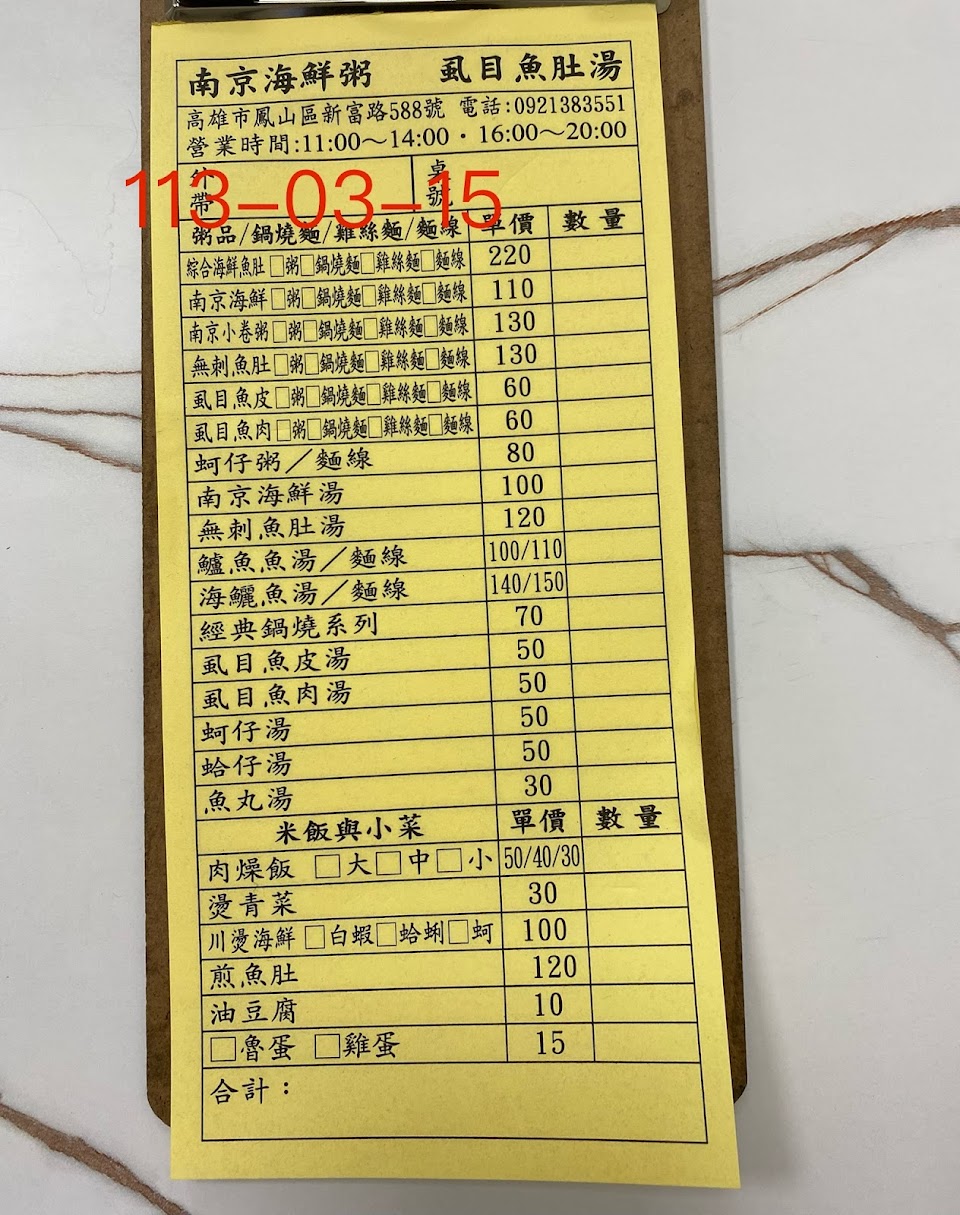 南京海鮮粥 虱目魚肚湯
高雄市鳳山區新富路588號 電話:0921383551
營業時間:11:00～14:00・16:00～20:00
外帶 桌號
113-03-15
粥品/鍋燒麵/雞絲麵/麵線 單價 數量
綜合海鮮魚肚 □粥□鍋燒麵□雞絲麵□麵線 220
南京海鮮□粥□鍋燒麵□雞絲麵□麵線 110
南京小卷粥□粥□鍋燒麵□雞絲麵□麵線 130
無刺魚肚□粥□鍋燒麵□雞絲麵□麵線 130
虱目魚皮□粥□鍋燒麵□雞絲麵□麵線 60
虱目魚肉□粥□鍋燒麵□雞絲麵□麵線 60
蚵仔粥／麵線 80
南京海鮮湯 100
無刺魚肚湯 120
鱸魚魚湯／麵線 100/110
海鱺魚湯／麵線 140/150
經典鍋燒系列 70
虱目魚皮湯 50
虱目魚肉湯 50
蚵仔湯 50
蛤仔湯 50
魚丸湯 30
米飯與小菜 單價 數量
肉燥飯 □大□中□小 50/40/30
燙青菜 30
川燙海鮮 □白蝦□蛤蜊□蚵 100
煎魚肚 120
油豆腐 10
□魯蛋 □雞蛋 15
合計：